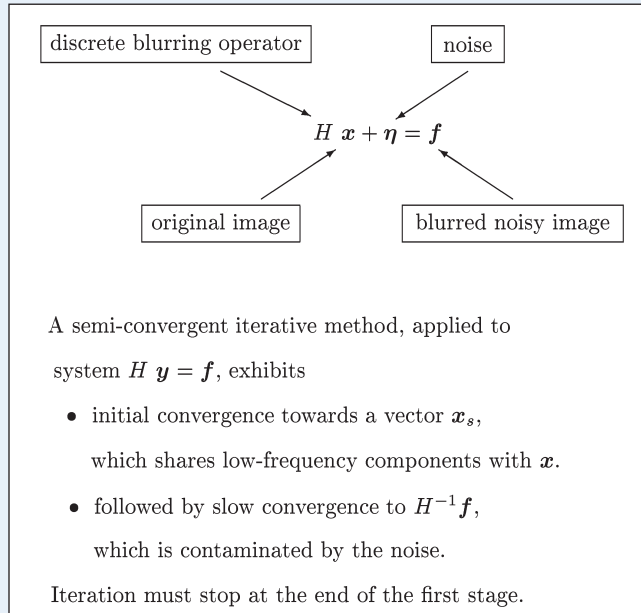 discrete blurring operator
noise
H x + η = f
original image
blurred noisy image
A semi-convergent iterative method, applied to
system H y = f, exhibits
• initial convergence towards a vector xₛ,
which shares low-frequency components with x.
• followed by slow convergence to H⁻¹f,
which is contaminated by the noise.
Iteration must stop at the end of the first stage.